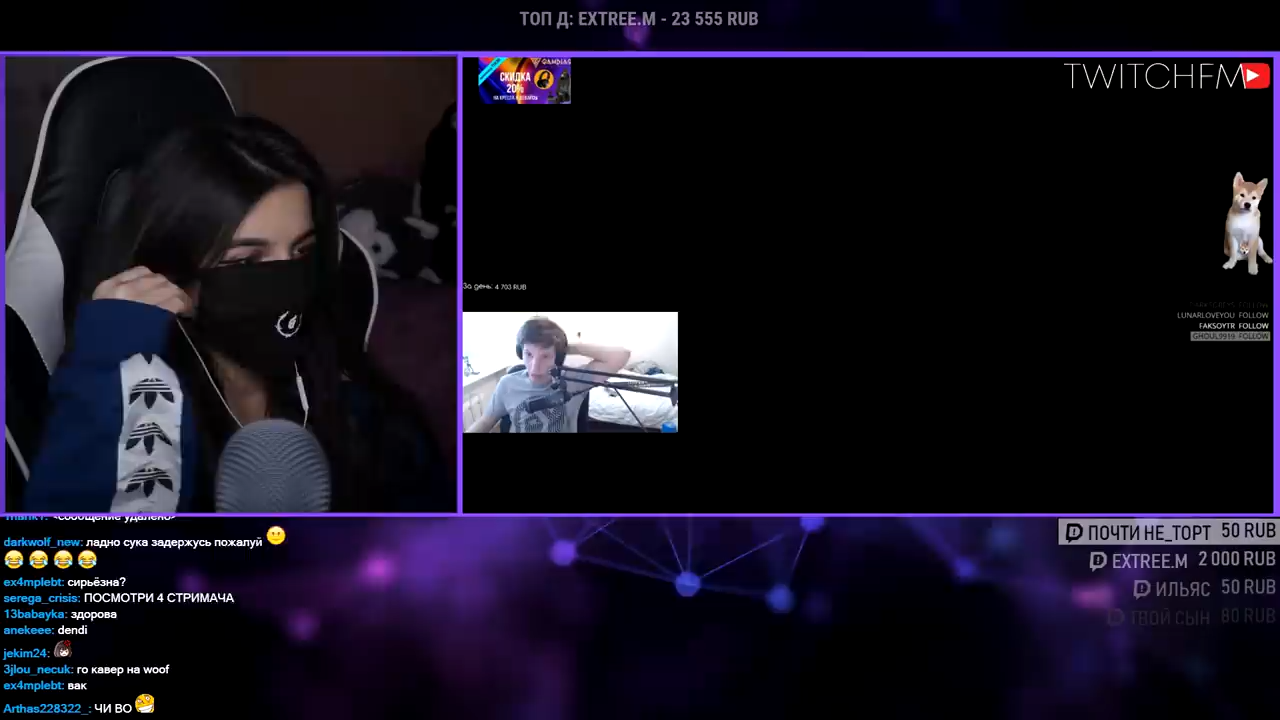 ТОП Д: EXTREE.M - 23 555 RUB
GAMDIAS
СКИДКА
20%
TWITCHFM
За день: 4 703 RUB
LUNARLOVEYOU FOLLOW
FAKSOYTR FOLLOW
GHOUL9919 FOLLOW
<сообщение удалено>
darkwolf_new: ладно сука задержусь пожалуй
ex4mplebt: сирьёзна?
serega_crisis: ПОСМОТРИ 4 СТРИМАЧА
13babayka: здорова
anekeee: dendi
jekim24:
3jlou_necuk: го кавер на woof
ex4mplebt: вак
Arthas228322_: ЧИ ВО
ПОЧТИ НЕ_ТОРТ 50 RUB
EXTREE.M 2 000 RUB
ИЛЬЯС 50 RUB
ТВОЙ СЫН 80 RUB